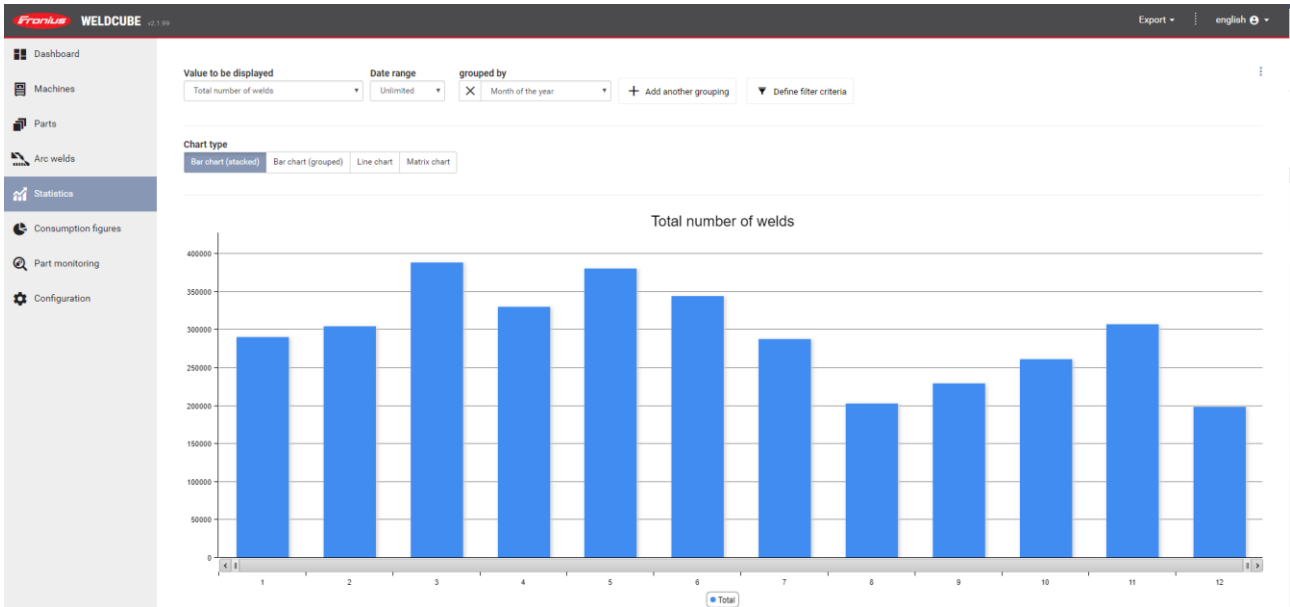 Fronius WELDCUBE v2.1.99
Export
english
Dashboard
Machines
Parts
Arc welds
Statistics
Consumption figures
Part monitoring
Configuration
Value to be displayed Date range grouped by
Total number of welds Unlimited Month of the year Add another grouping Define filter criteria
Chart type
Bar chart (stacked) Bar chart (grouped) Line chart Matrix chart
Total number of welds
400000
350000
300000
250000
200000
150000
100000
50000
0
1 2 3 4 5 6 7 8 9 10 11 12
Total